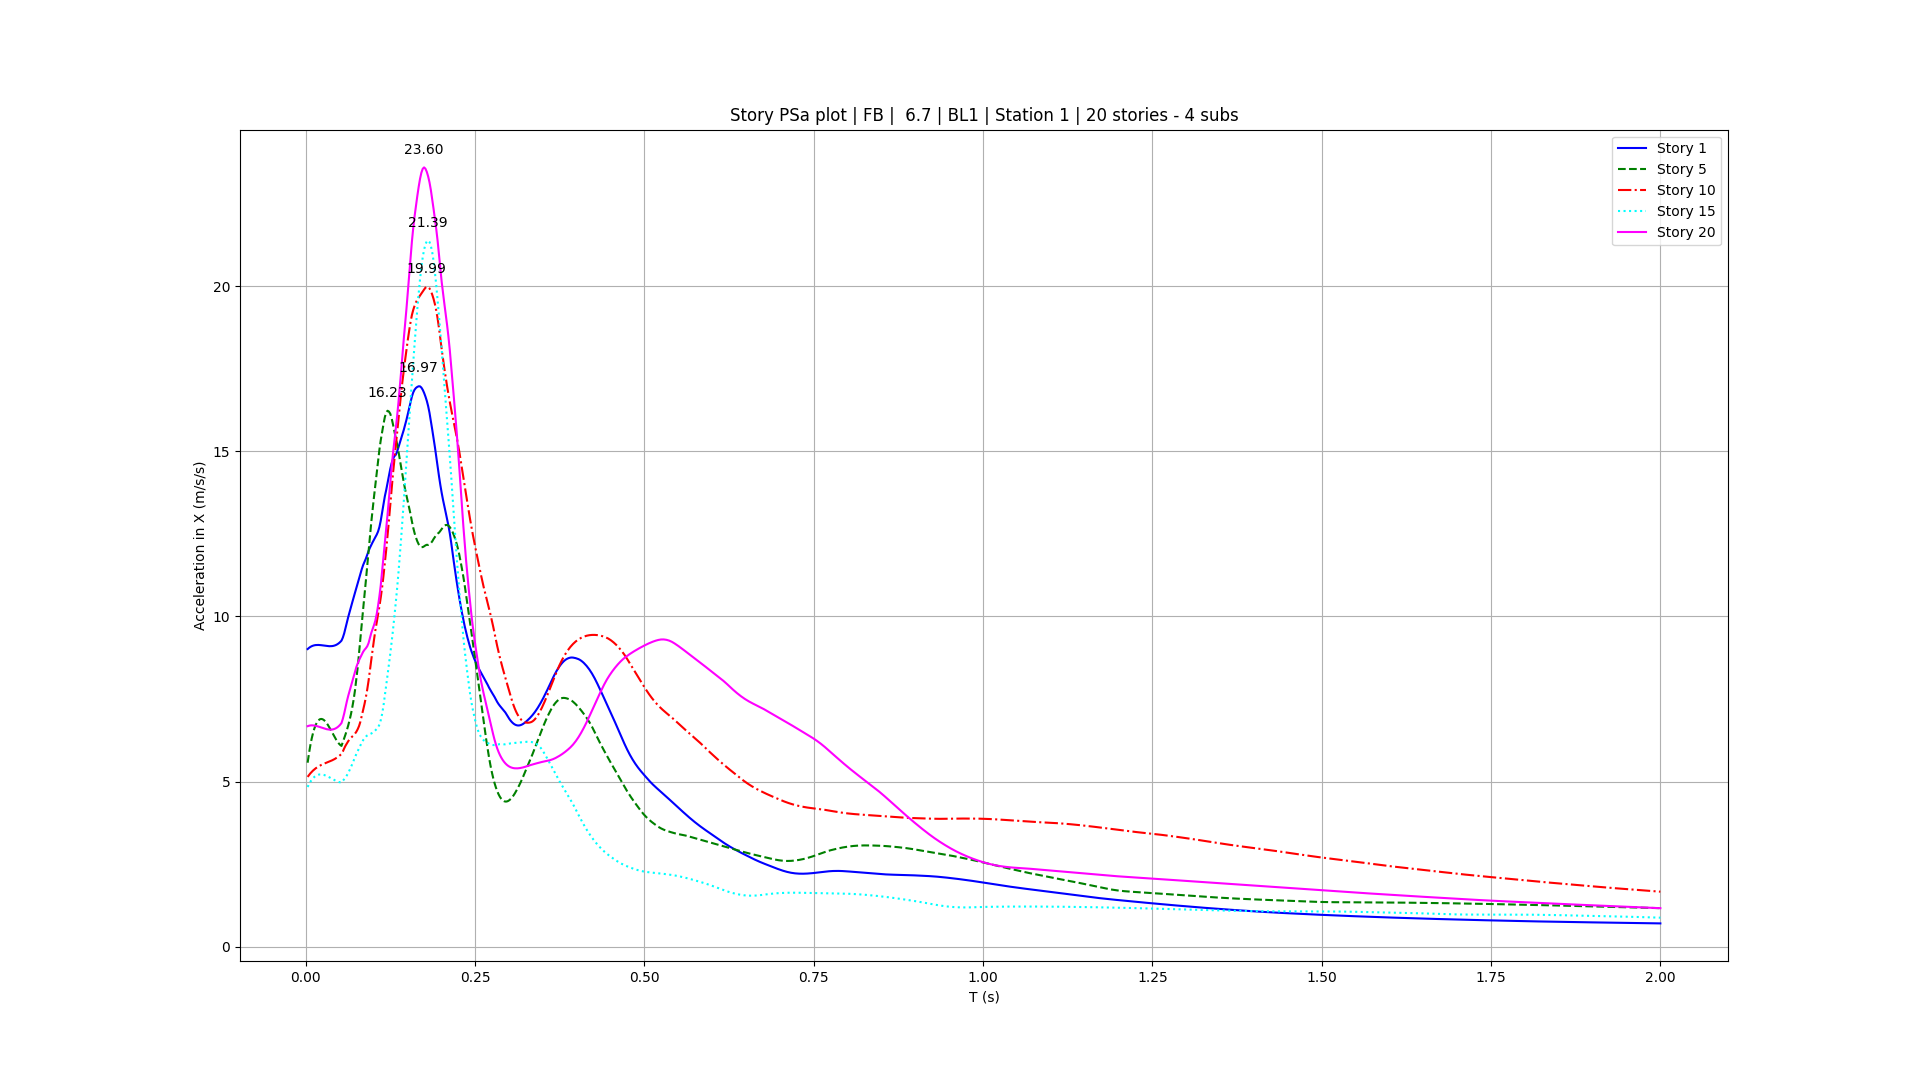 Story PSa plot | FB |  6.7 | BL1 | Station 1 | 20 stories - 4 subs
23.60
21.39
19.99
16.97
16.23
Story 1
Story 5
Story 10
Story 15
Story 20
Acceleration in X (m/s/s)
20
15
10
5
0
0.00 0.25 0.50 0.75 1.00 1.25 1.50 1.75 2.00
T (s)